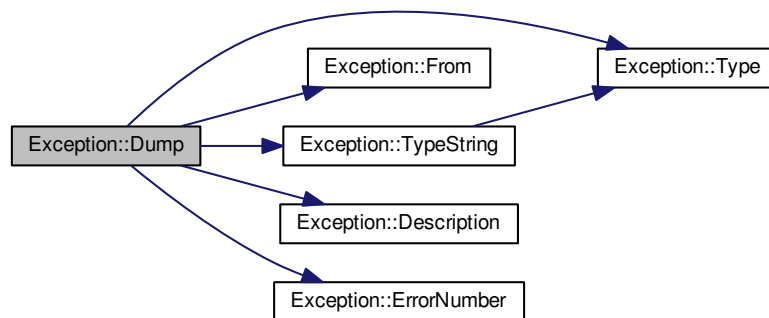 Exception::From
Exception::Type
Exception::Dump
Exception::TypeString
Exception::Description
Exception::ErrorNumber